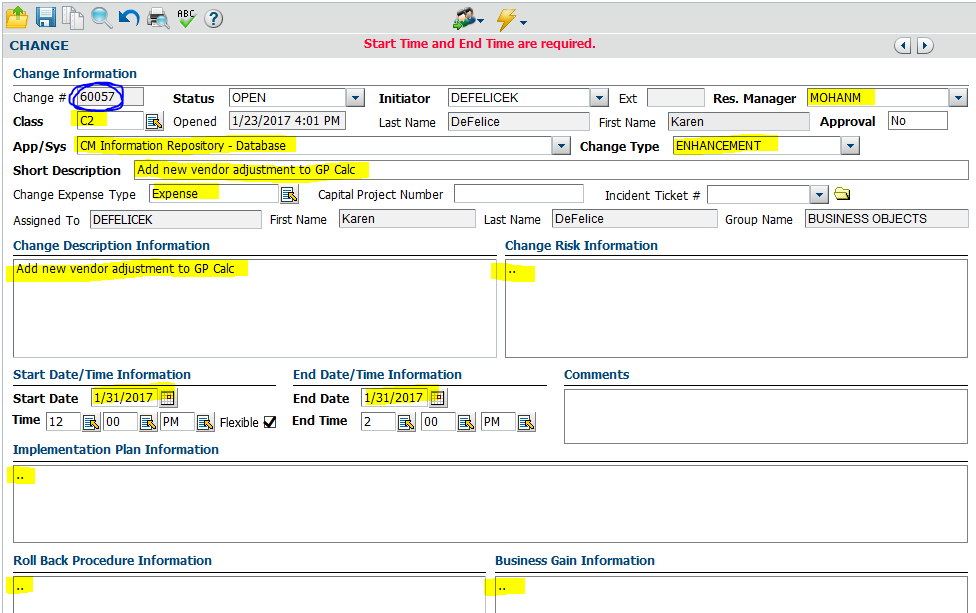 ABC ?
CHANGE Start Time and End Time are required.
Change Information
Change # 60057 Status OPEN Initiator DEFELICEK Ext Res. Manager MOHANM
Class C2 Opened 1/23/2017 4:01 PM Last Name DeFelice First Name Karen Approval No
App/Sys CM Information Repository - Database Change Type ENHANCEMENT
Short Description Add new vendor adjustment to GP Calc
Change Expense Type Expense Capital Project Number Incident Ticket #
Assigned To DEFELICEK First Name Karen Last Name DeFelice Group Name BUSINESS OBJECTS
Change Description Information Change Risk Information
Add new vendor adjustment to GP Calc ..
Start Date/Time Information End Date/Time Information Comments
Start Date 1/31/2017 End Date 1/31/2017
Time 12 00 PM Flexible End Time 2 00 PM
Implementation Plan Information
..
Roll Back Procedure Information Business Gain Information
.. ..